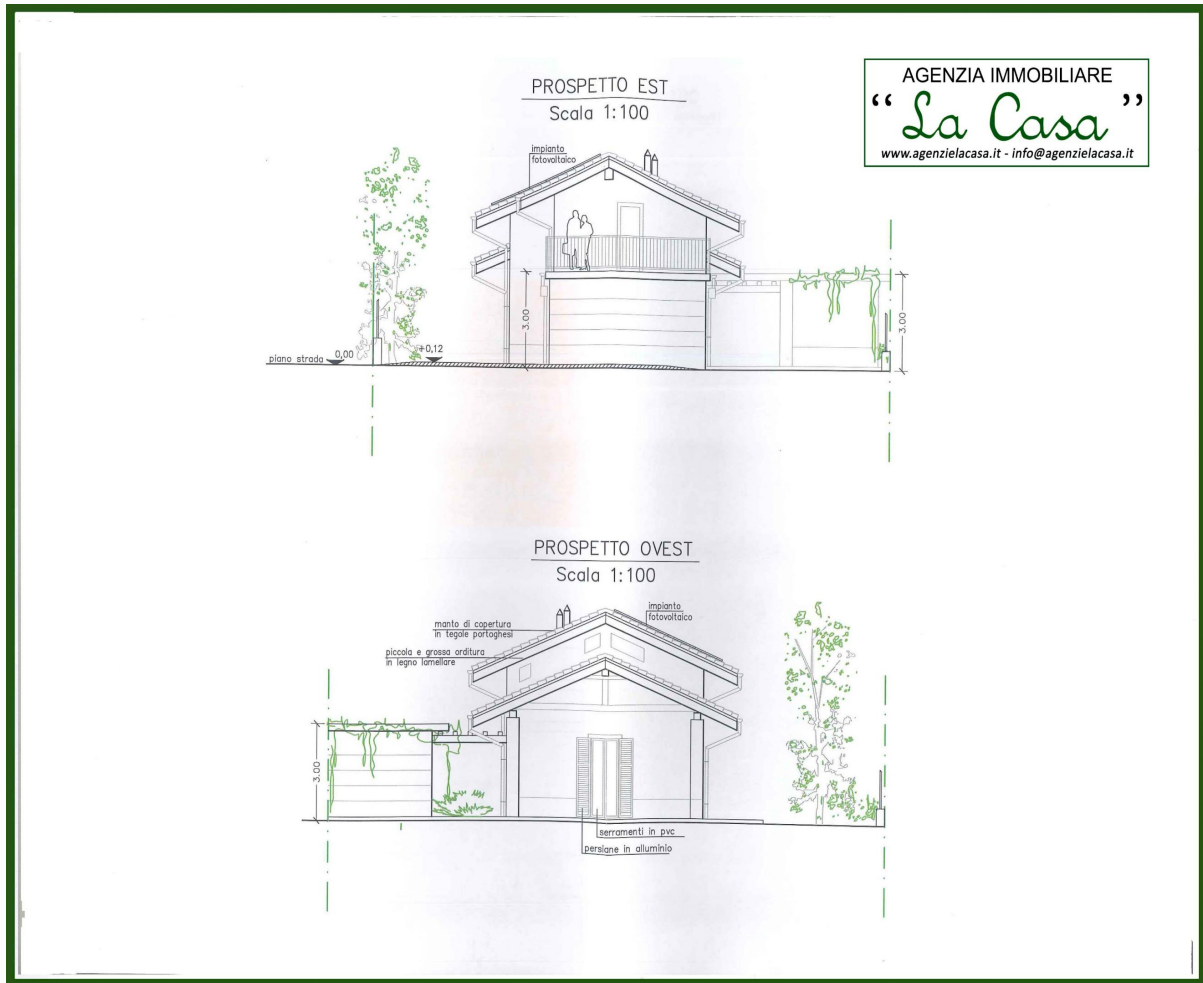 PROSPETTO EST
Scala 1:100
AGENZIA IMMOBILIARE
“ La Casa ”
www.agenzielacasa.it - info@agenzielacasa.it
impianto
fotovoltaico
3.00
3.00
piano strada 0,00
+0,12
PROSPETTO OVEST
Scala 1:100
impianto
fotovoltaico
manto di copertura
in tegole portoghesi
piccola e grossa orditura
in legno lamellare
3.00
serramenti in pvc
persiane in alluminio